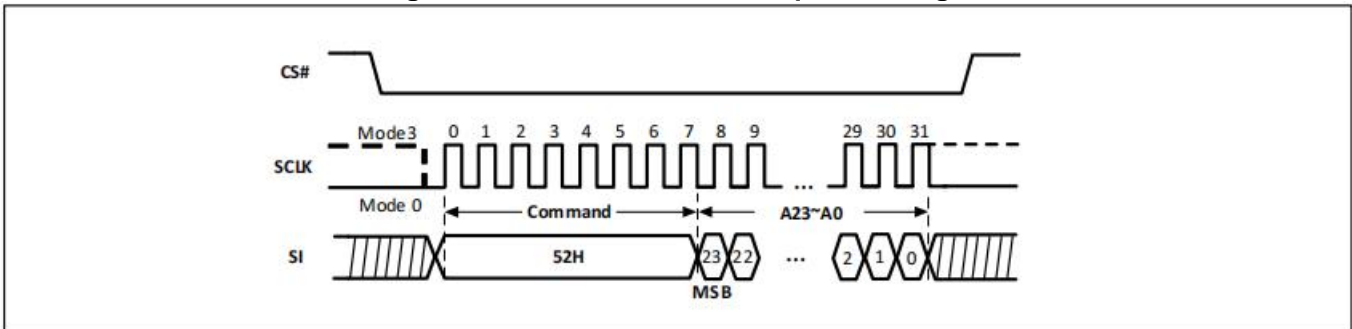 CS#
Mode3 0 1 2 3 4 5 6 7 8 9 29 30 31
SCLK ...
Mode 0 Command A23~A0
SI 52H 23 22 ... 2 1 0
MSB